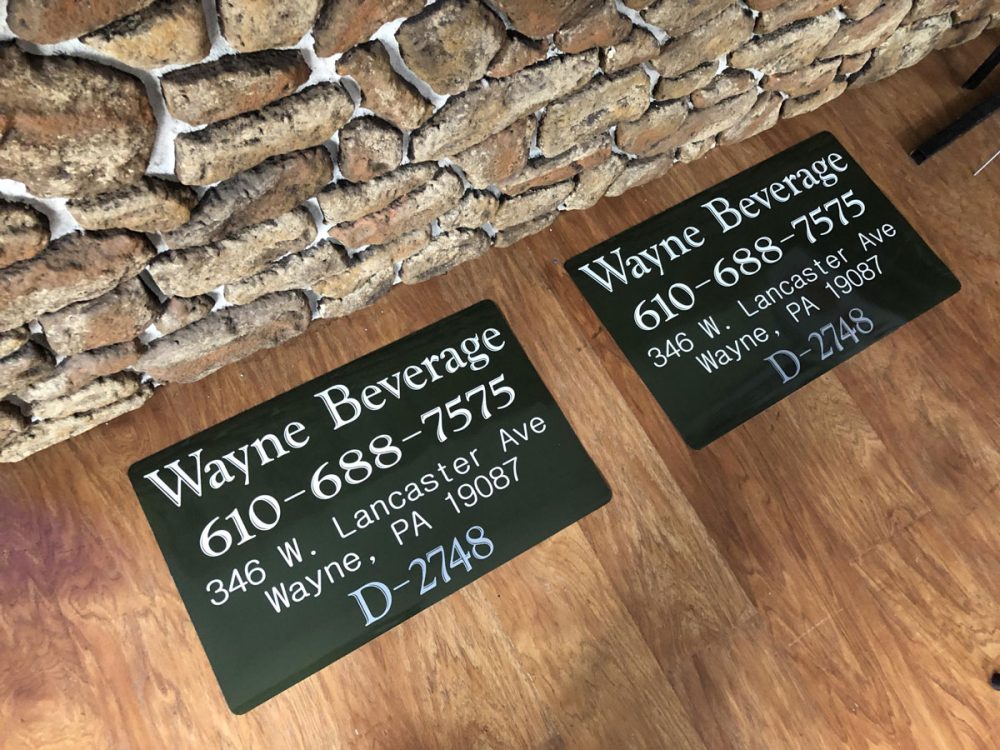 Wayne Beverage
610-688-7575
346 W. Lancaster Ave
Wayne, PA 19087
D-2748
Wayne Beverage
610-688-7575
346 W. Lancaster Ave
Wayne, PA 19087
D-2748